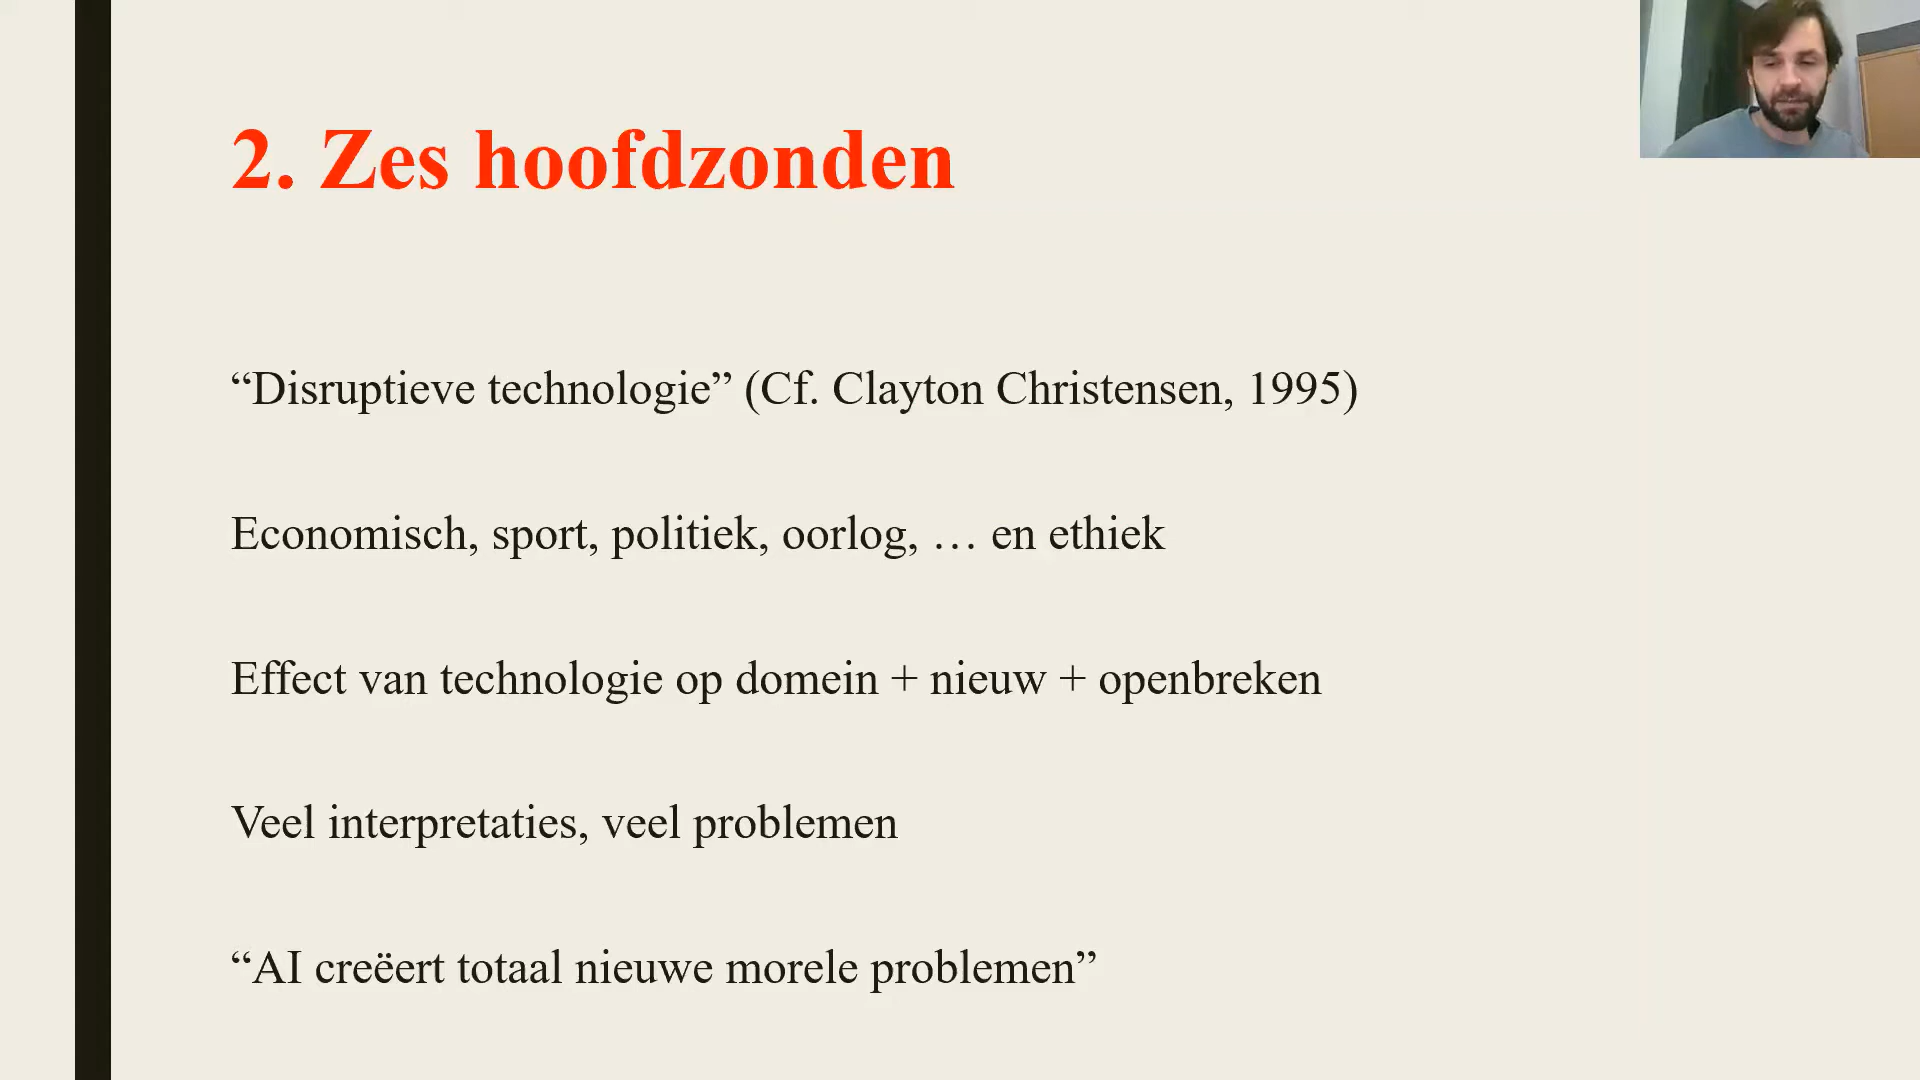 2. Zes hoofdzonden
“Disruptieve technologie” (Cf. Clayton Christensen, 1995)
Economisch, sport, politiek, oorlog, … en ethiek
Effect van technologie op domein + nieuw + openbreken
Veel interpretaties, veel problemen
“AI creëert totaal nieuwe morele problemen”